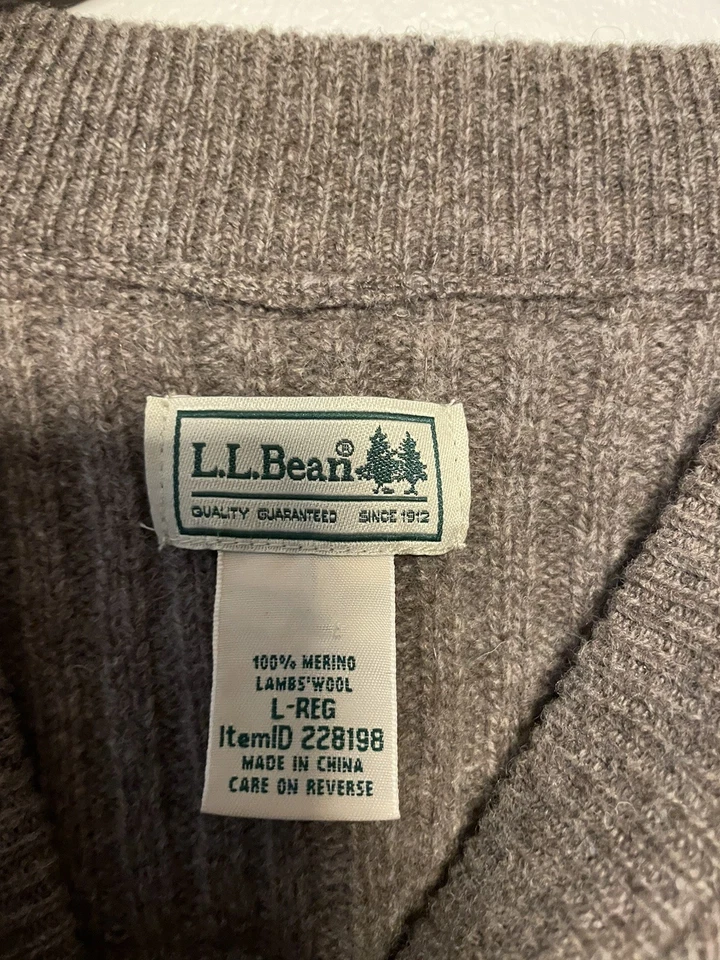 L.L.Bean®
QUALITY GUARANTEED SINCE 1912
100% MERINO
LAMBS'WOOL
L-REG
ItemID 228198
MADE IN CHINA
CARE ON REVERSE